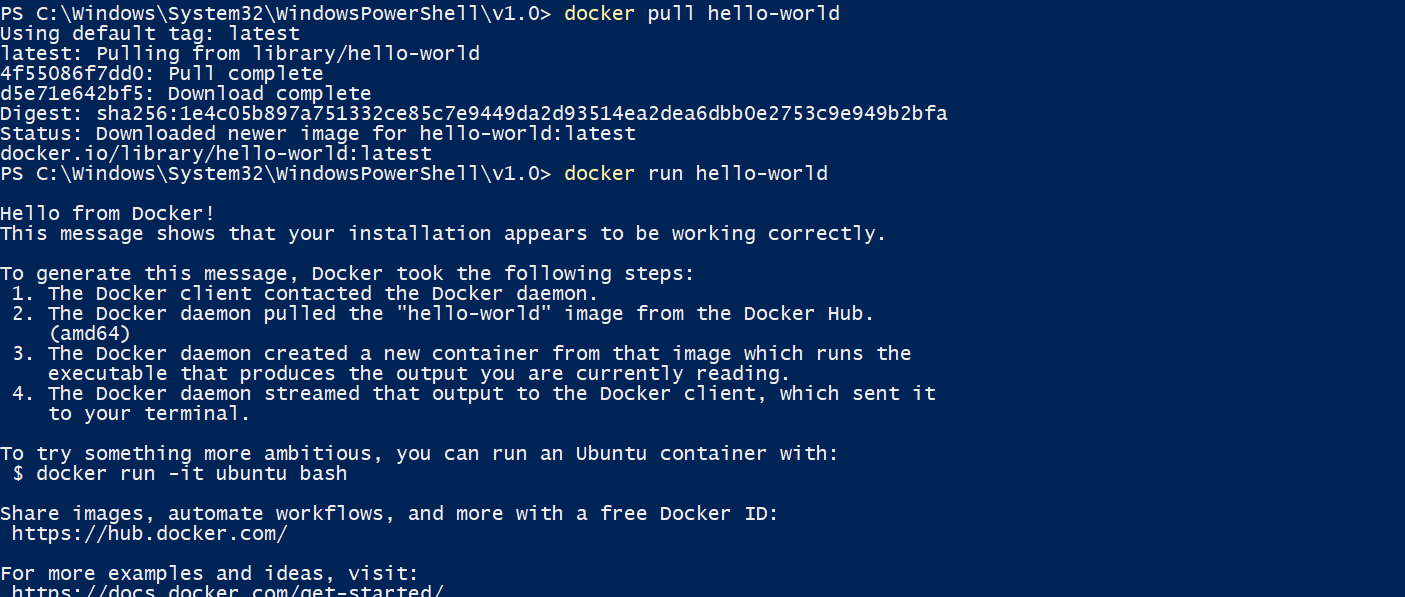 PS C:\Windows\System32\WindowsPowerShell\v1.0> docker pull hello-world
Using default tag: latest
latest: Pulling from library/hello-world
4f55086f7dd0: Pull complete
d5e71e642bf5: Download complete
Digest: sha256:1e4c05b897a751332ce85c7e9449da2d93514ea2dea6dbb0e2753c9e949b2bfa
Status: Downloaded newer image for hello-world:latest
docker.io/library/hello-world:latest
PS C:\Windows\System32\WindowsPowerShell\v1.0> docker run hello-world

Hello from Docker!
This message shows that your installation appears to be working correctly.

To generate this message, Docker took the following steps:
 1. The Docker client contacted the Docker daemon.
 2. The Docker daemon pulled the "hello-world" image from the Docker Hub.
    (amd64)
 3. The Docker daemon created a new container from that image which runs the
    executable that produces the output you are currently reading.
 4. The Docker daemon streamed that output to the Docker client, which sent it
    to your terminal.

To try something more ambitious, you can run an Ubuntu container with:
 $ docker run -it ubuntu bash

Share images, automate workflows, and more with a free Docker ID:
 https://hub.docker.com/

For more examples and ideas, visit:
 https://docs.docker.com/get-started/